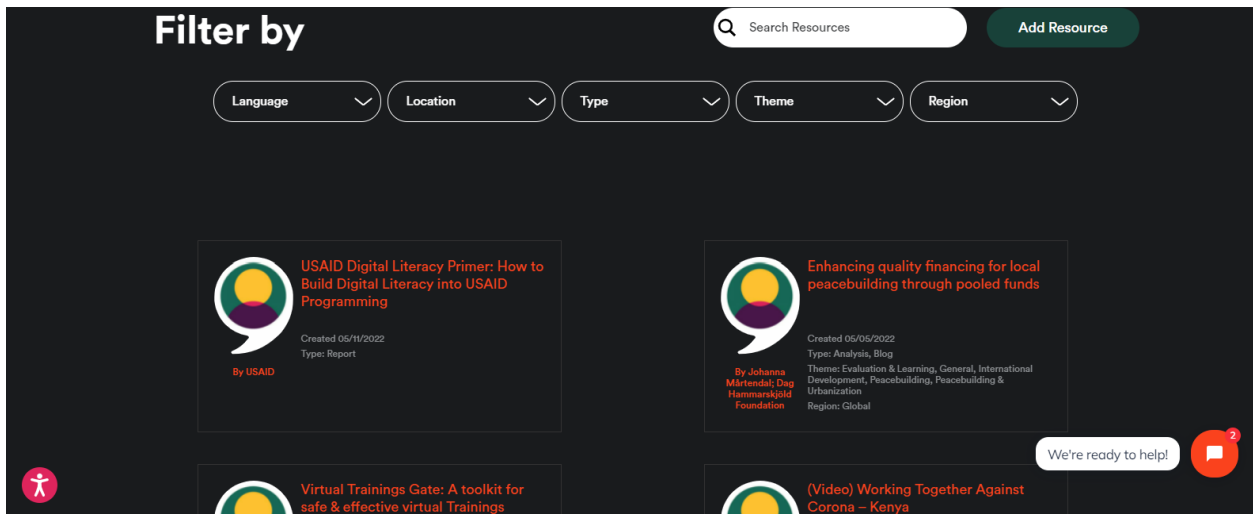 Filter by
Search Resources
Add Resource
Language
Location
Type
Theme
Region
USAID Digital Literacy Primer: How to
Build Digital Literacy into USAID
Programming
Created 05/11/2022
Type: Report
By USAID
Enhancing quality financing for local
peacebuilding through pooled funds
Created 05/05/2022
Type: Analysis, Blog
Theme: Evaluation & Learning, General, International
Development, Peacebuilding, Peacebuilding &
Urbanization
Region: Global
By Johanna
Mårtendal; Dag
Hammarskjöld
Foundation
2
We're ready to help!
Virtual Trainings Gate: A toolkit for
safe & effective virtual Trainings
(Video) Working Together Against
Corona – Kenya